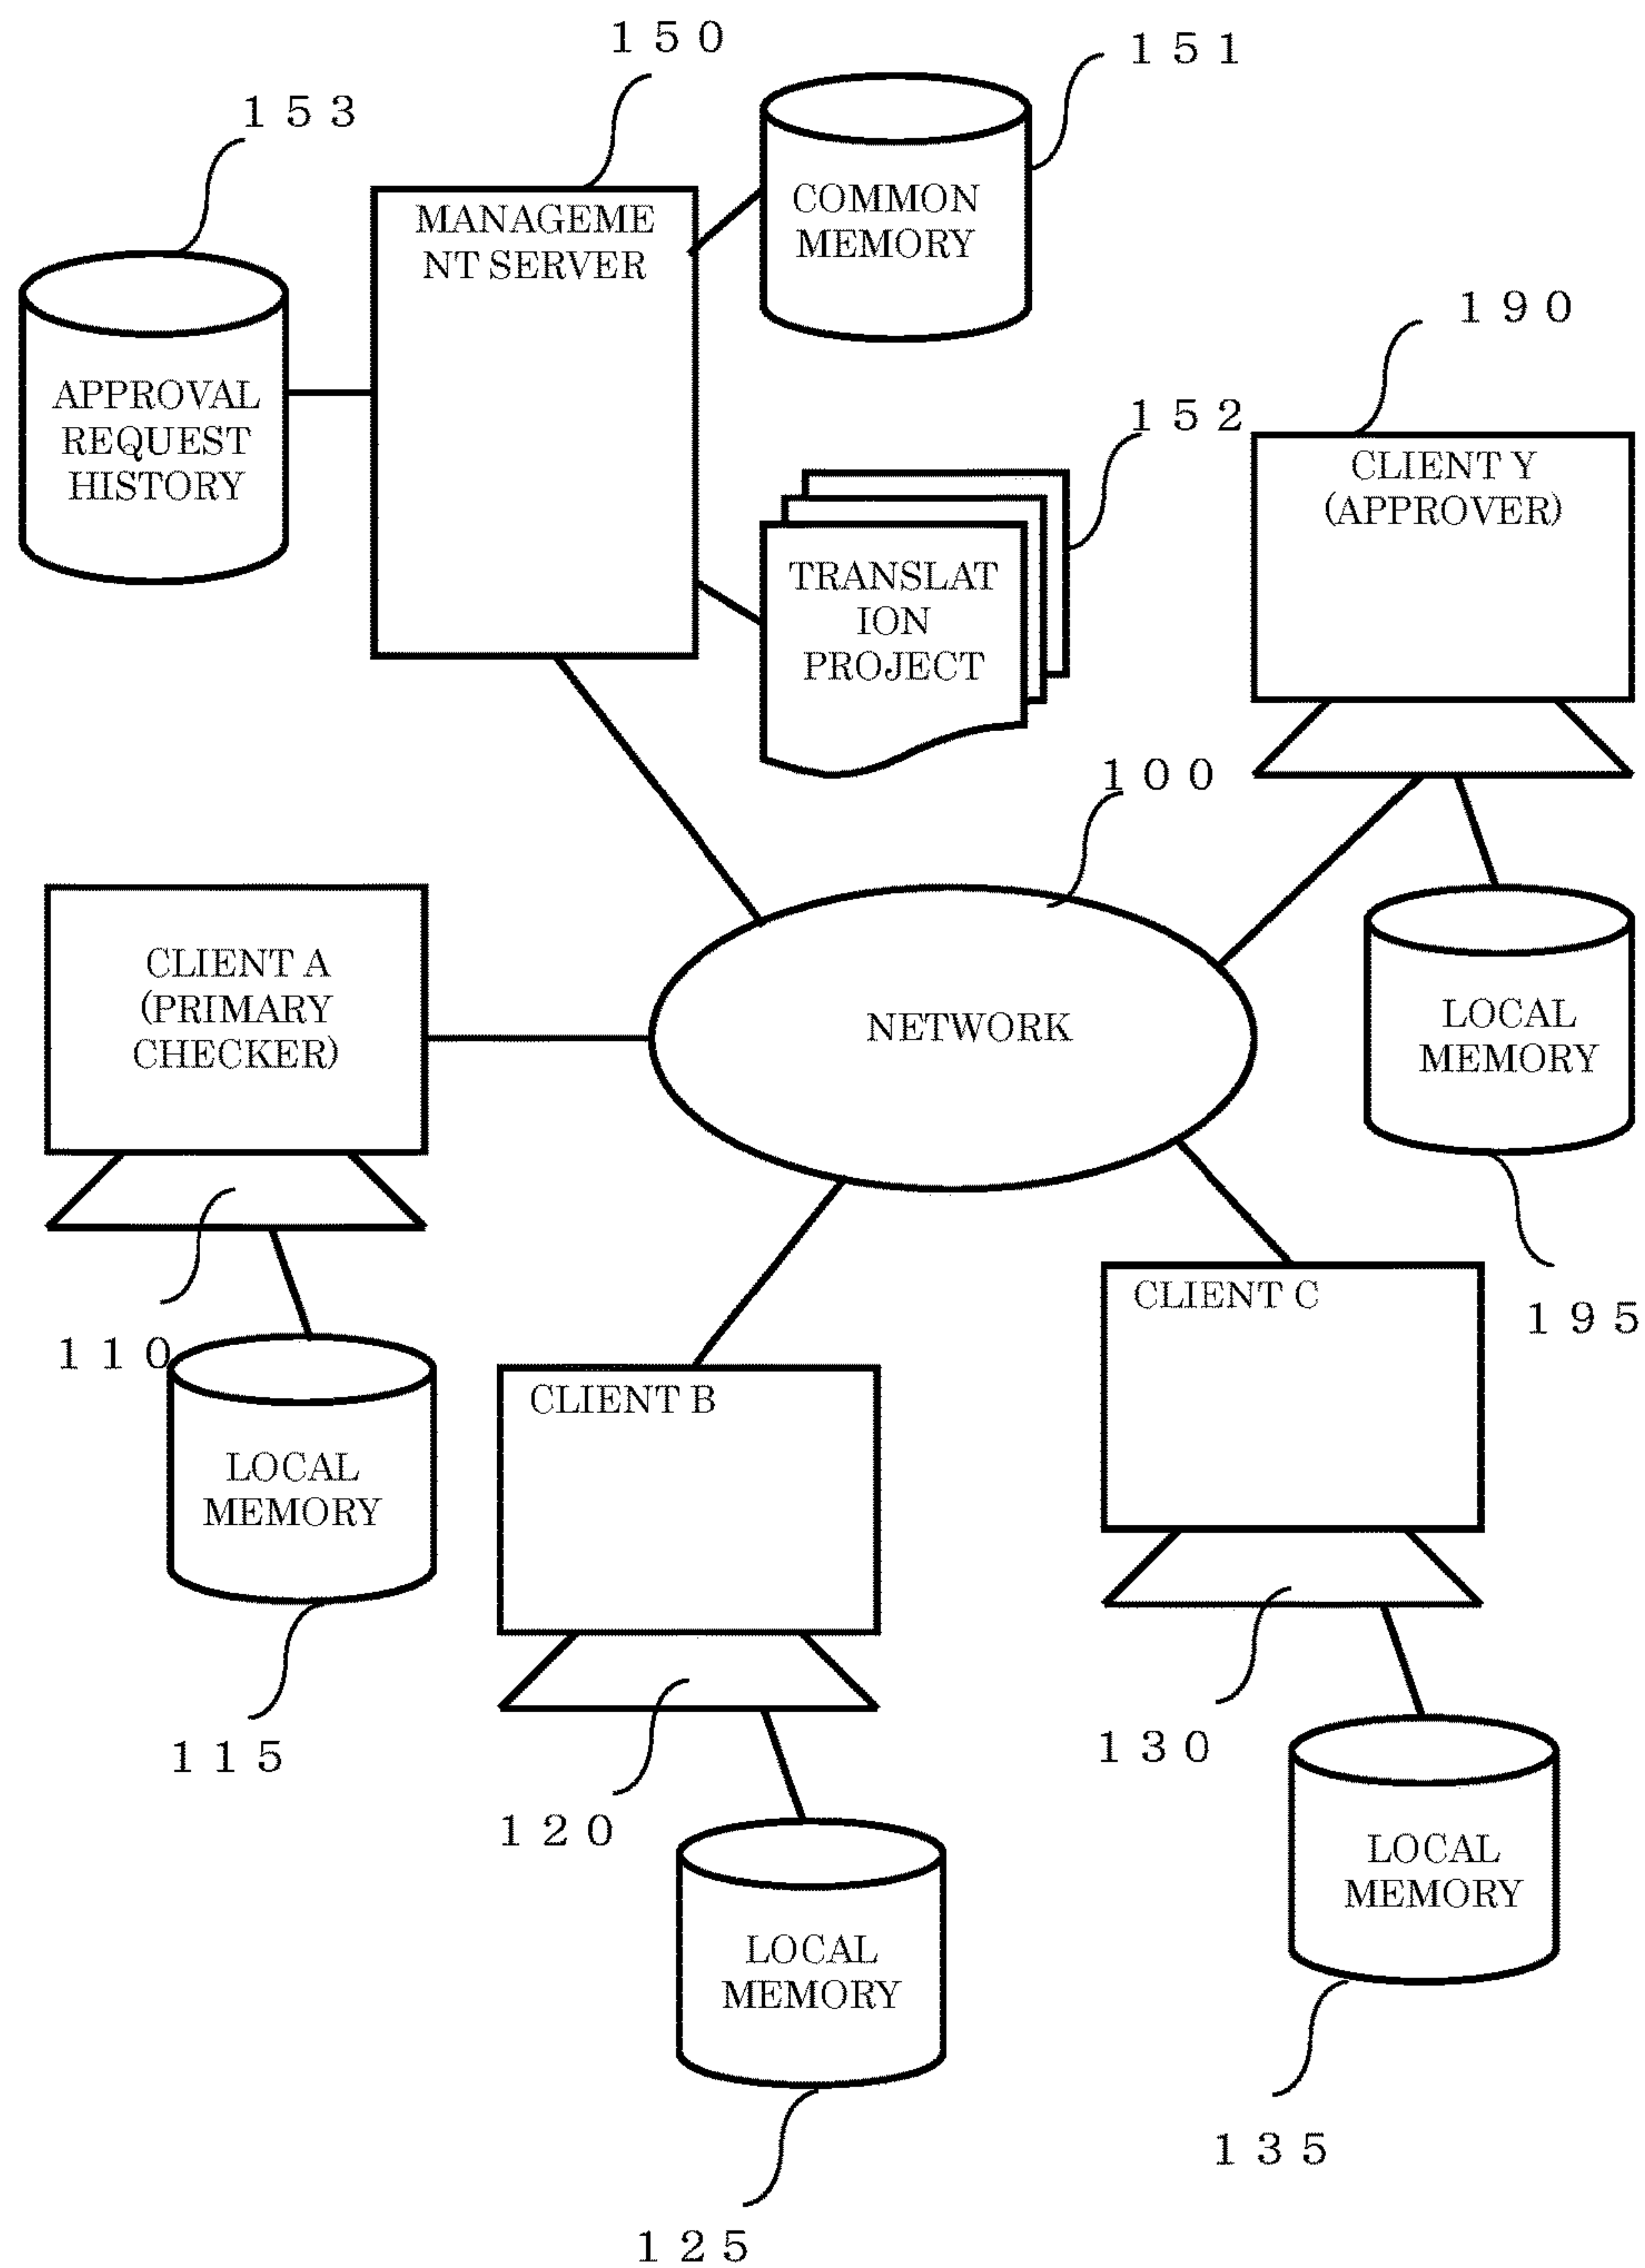 150
151
153
MANAGEME
NT SERVER
COMMON
MEMORY
190
APPROVAL
REQUEST
HISTORY
152
CLIENT Y
(APPROVER)
TRANSLAT
ION
PROJECT
100
CLIENT A
(PRIMARY
CHECKER)
NETWORK
LOCAL
MEMORY
110
195
CLIENT C
CLIENT B
LOCAL
MEMORY
115
130
120
LOCAL
MEMORY
LOCAL
MEMORY
135
125